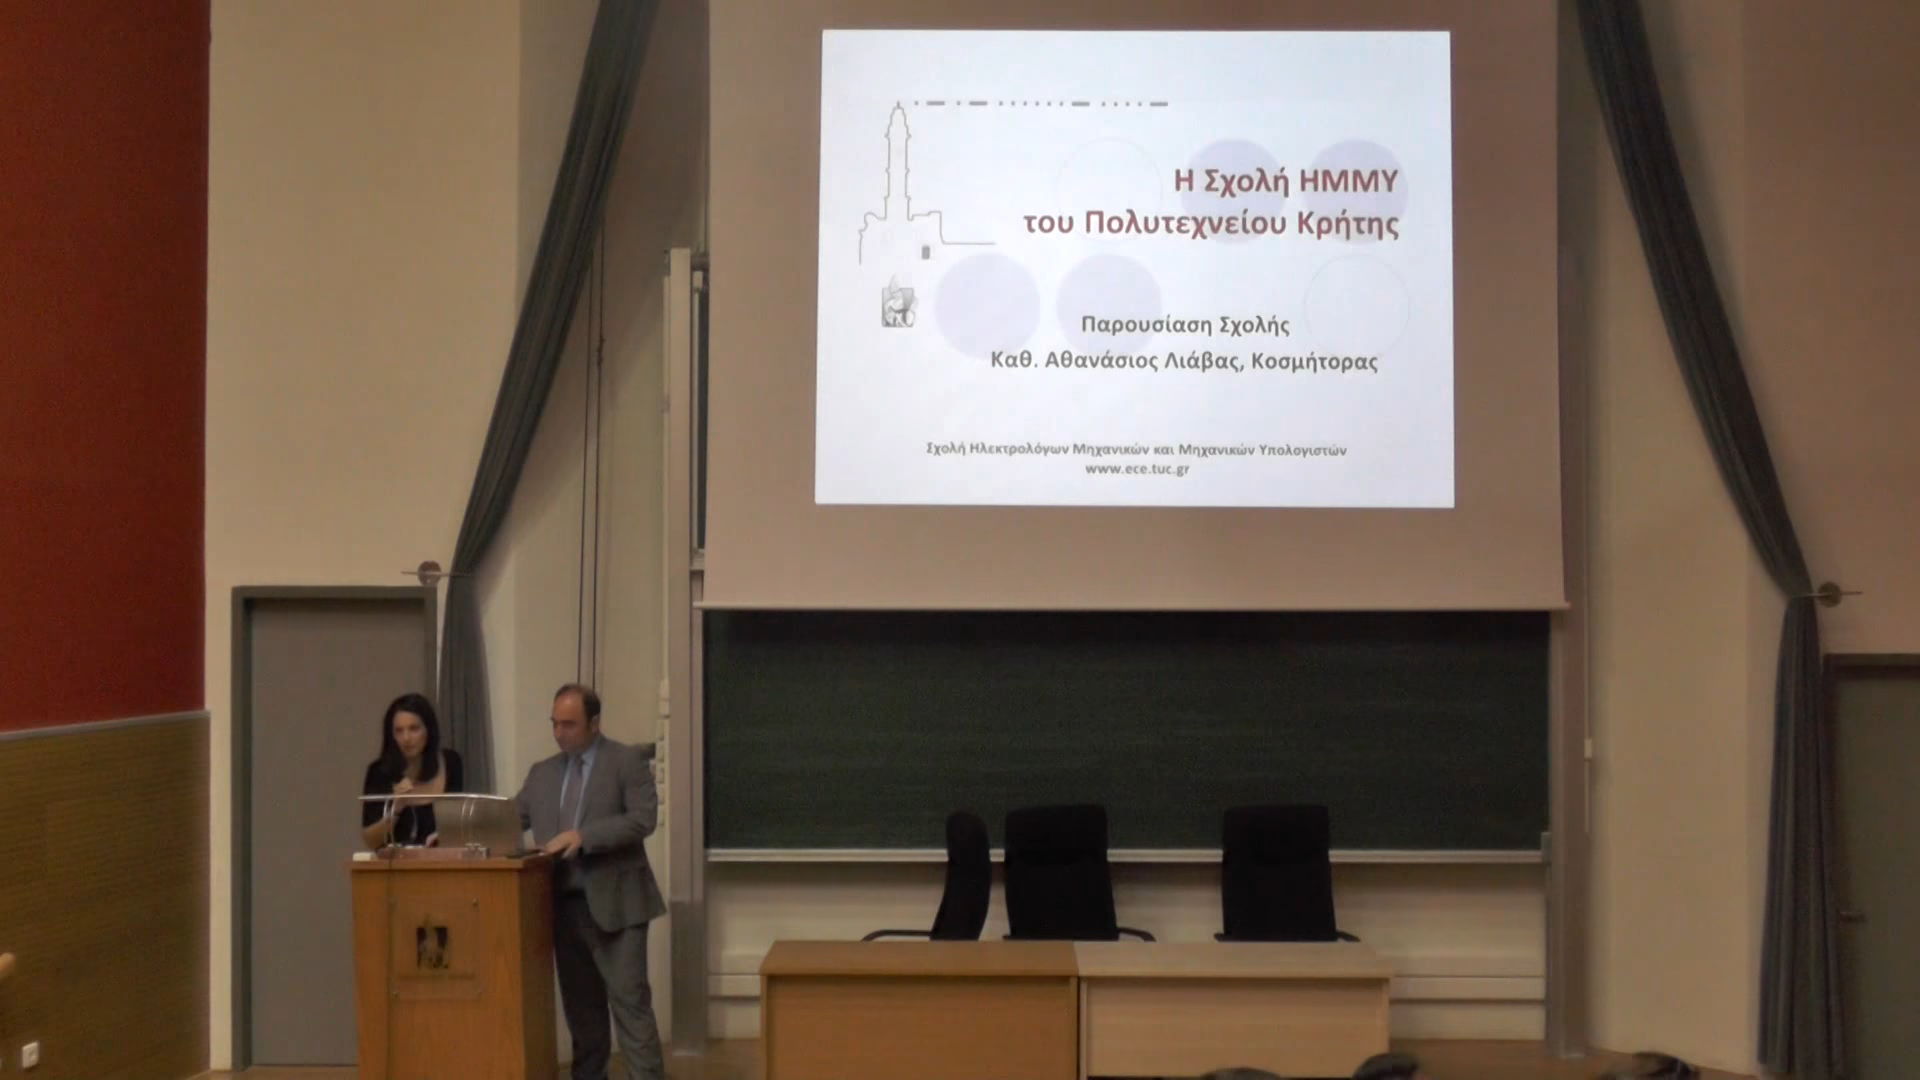 Η Σχολή ΗΜΜΥ
του Πολυτεχνείου Κρήτης
Παρουσίαση Σχολής
Καθ. Αθανάσιος Λιάβας, Κοσμήτορας
Σχολή Ηλεκτρολόγων Μηχανικών και Μηχανικών Υπολογιστών
www.ece.tuc.gr